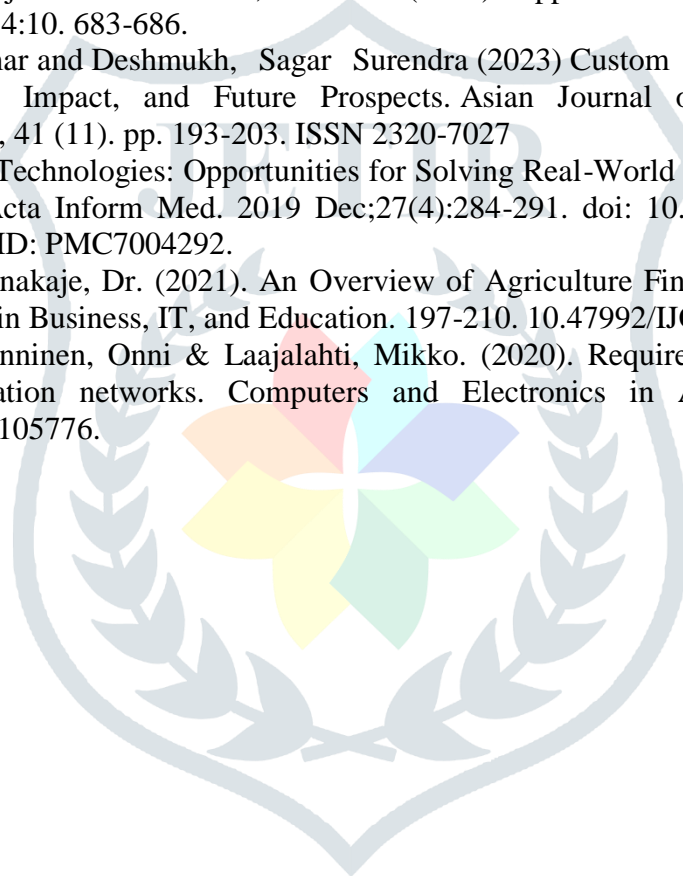 4:10. 683-686.
nar and Deshmukh, Sagar Surendra (2023) Custom
Impact, and Future Prospects. Asian Journal o
, 41 (11). pp. 193-203. ISSN 2320-7027
Technologies: Opportunities for Solving Real-World
Acta Inform Med. 2019 Dec;27(4):284-291. doi: 10.
ID: PMC7004292.
nakaje, Dr. (2021). An Overview of Agriculture Fin
in Business, IT, and Education. 197-210. 10.47992/IJC
nninen, Onni & Laajalahti, Mikko. (2020). Require
ation networks. Computers and Electronics in A
105776.
JETIR